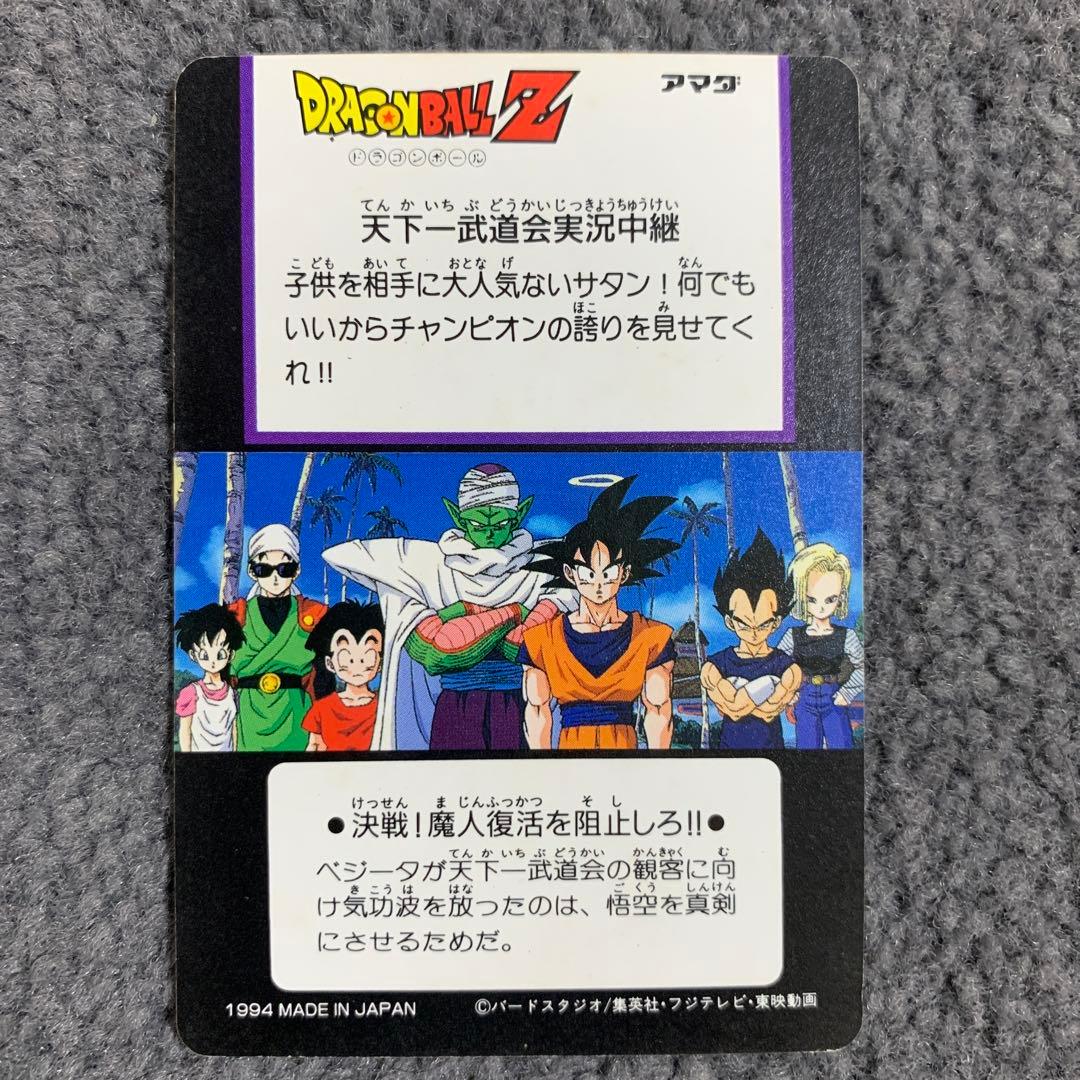 DRAGON BALL Z
アマダ
ドラゴンボール
てんかいちぶどうかいじっきょうちゅうけい
天下一武道会実況中継
こども あいて おとなげ なん
子供を相手に大人気ないサタン!何でも
ほこ み
いいからチャンピオンの誇りを見せてく
れ!!
けっせん まじんふっかつ そし
●決戦!魔人復活を阻止しろ!!●
てんかいちぶどうかい かんきゃく む
ベジータが天下一武道会の観客に向
きこうは はな ごくう しんけん
け気功波を放ったのは、悟空を真剣
にさせるためだ。
1994 MADE IN JAPAN
©バードスタジオ/集英社・フジテレビ・東映動画